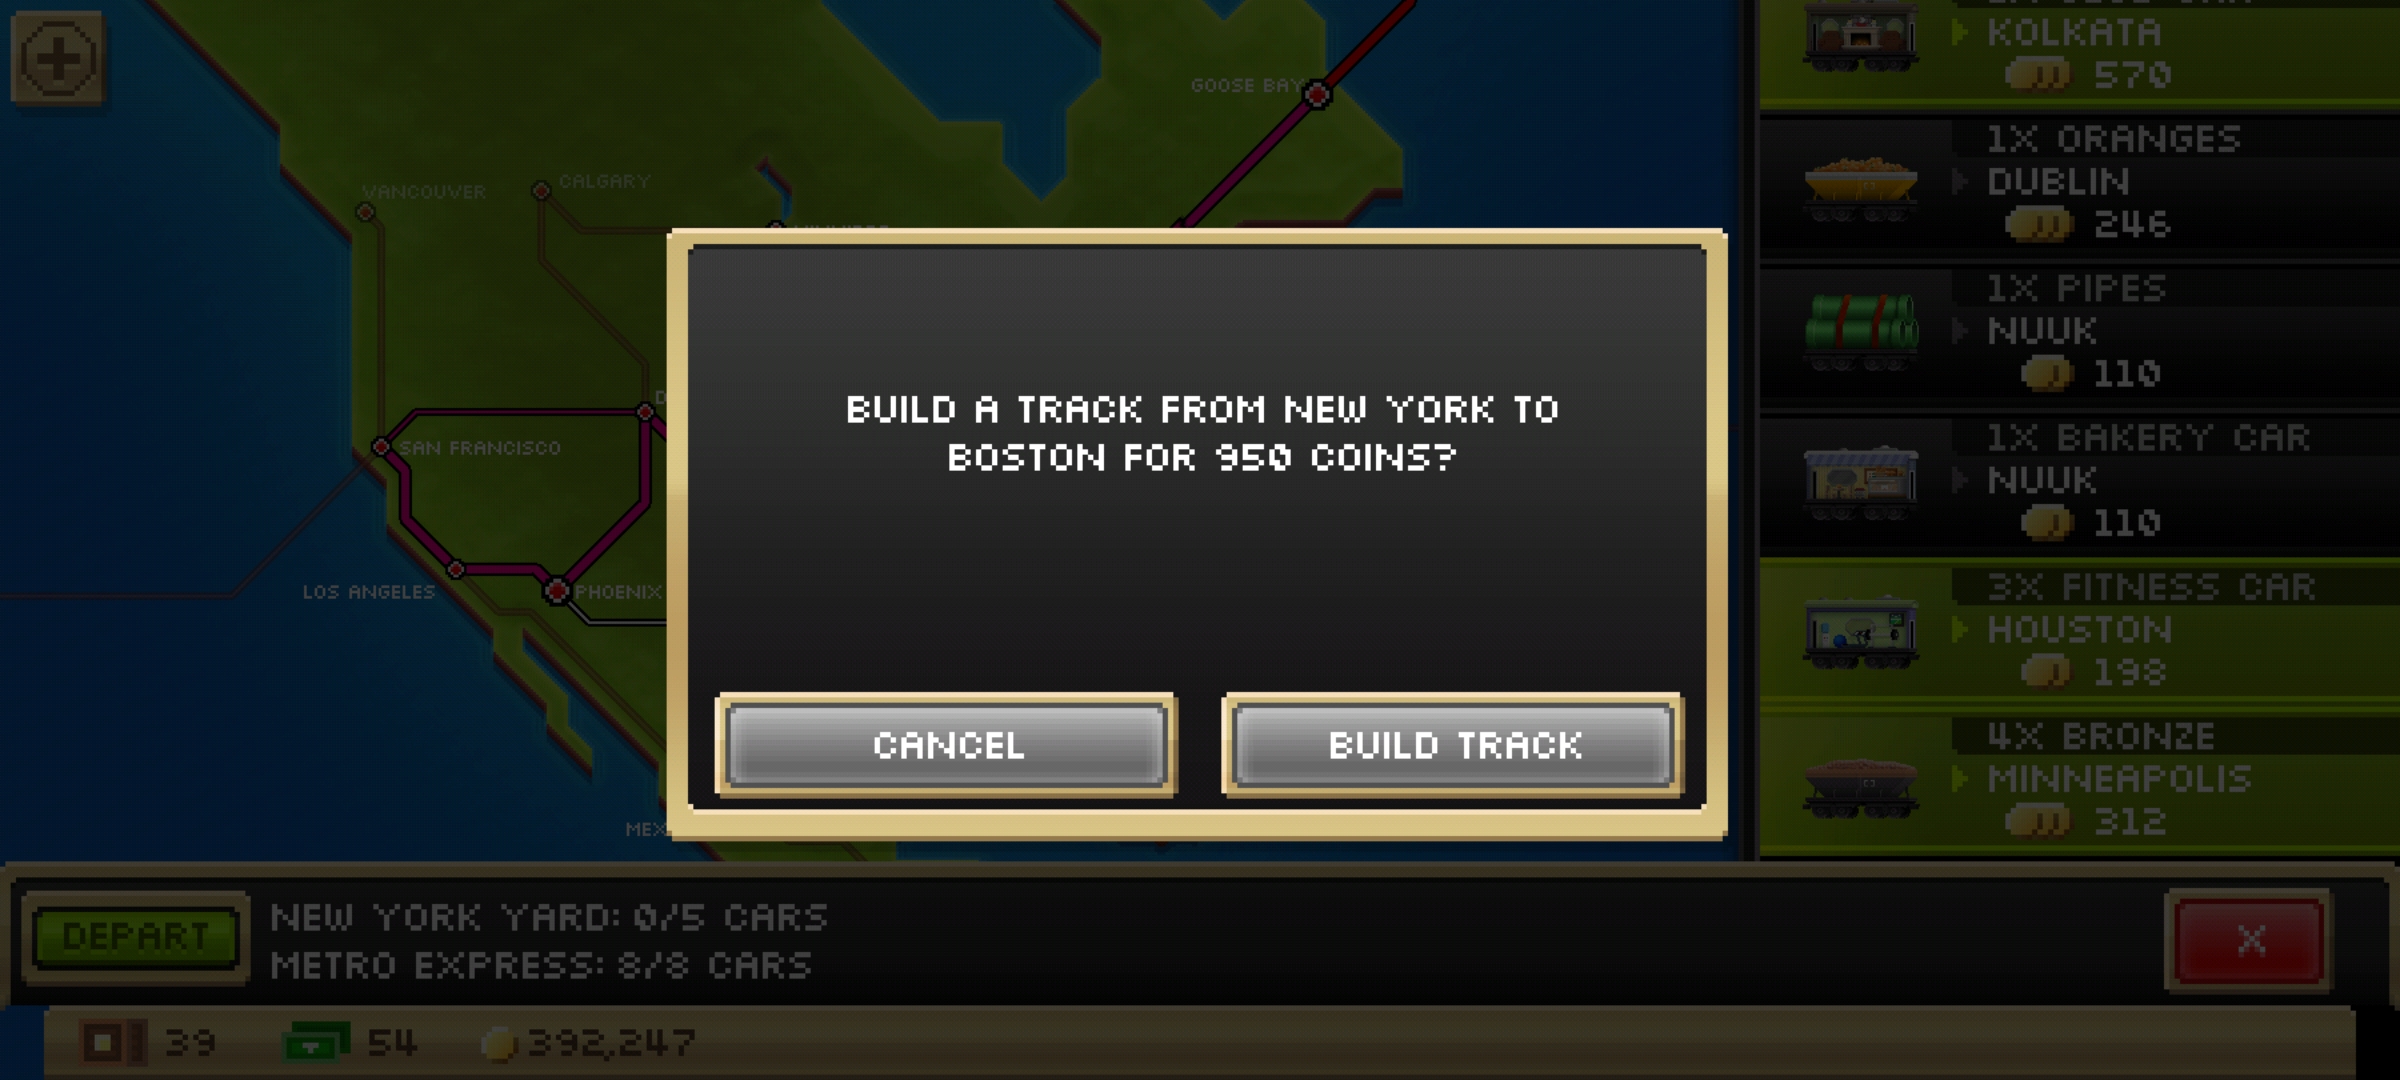 GOOSE BAY
VANCOUVER
CALGARY
SAN FRANCISCO
LOS ANGELES
PHOENIX
BUILD A TRACK FROM NEW YORK TO
BOSTON FOR 950 COINS?
CANCEL
BUILD TRACK
KOLKATA
570
1X ORANGES
DUBLIN
246
1X PIPES
NUUK
110
1X BAKERY CAR
NUUK
110
3X FITNESS CAR
HOUSTON
198
4X BRONZE
MINNEAPOLIS
312
DEPART
NEW YORK YARD: 0/5 CARS
METRO EXPRESS: 8/8 CARS
X
39
54
392,247